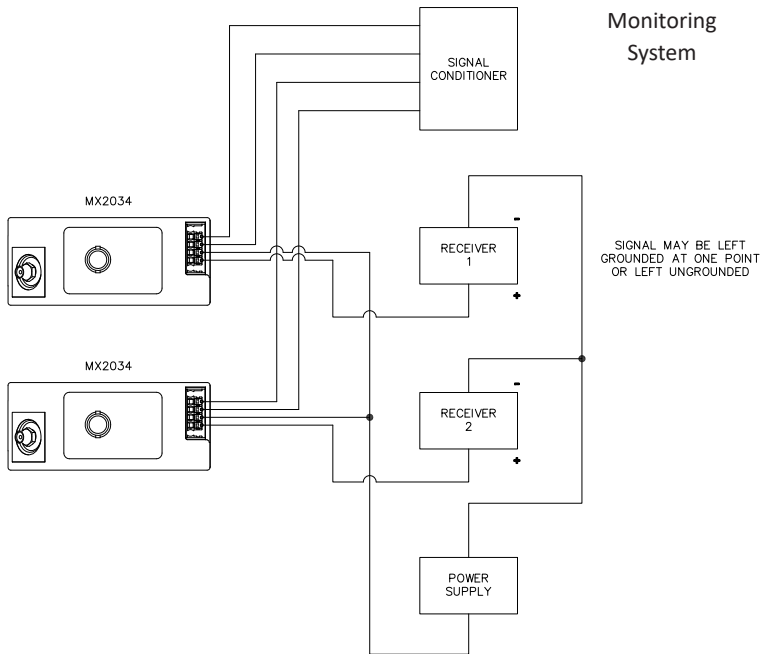 Monitoring
System
SIGNAL
CONDITIONER
MX2034
-
RECEIVER
1
+
SIGNAL MAY BE LEFT
GROUNDED AT ONE POINT
OR LEFT UNGROUNDED
MX2034
-
RECEIVER
2
+
POWER
SUPPLY